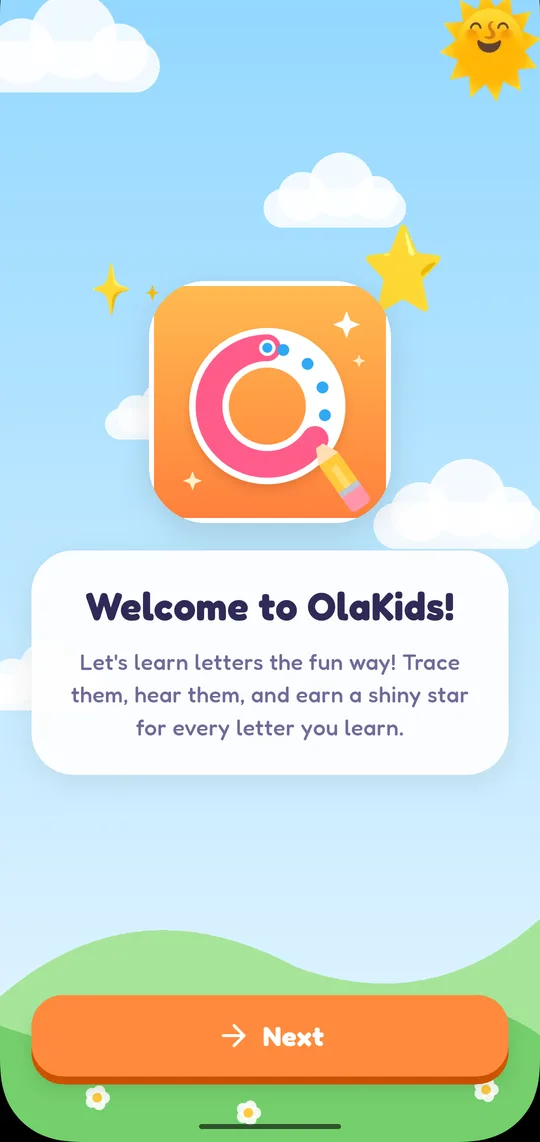 Welcome to OlaKids!
Let's learn letters the fun way! Trace
them, hear them, and earn a shiny star
for every letter you learn.
Next